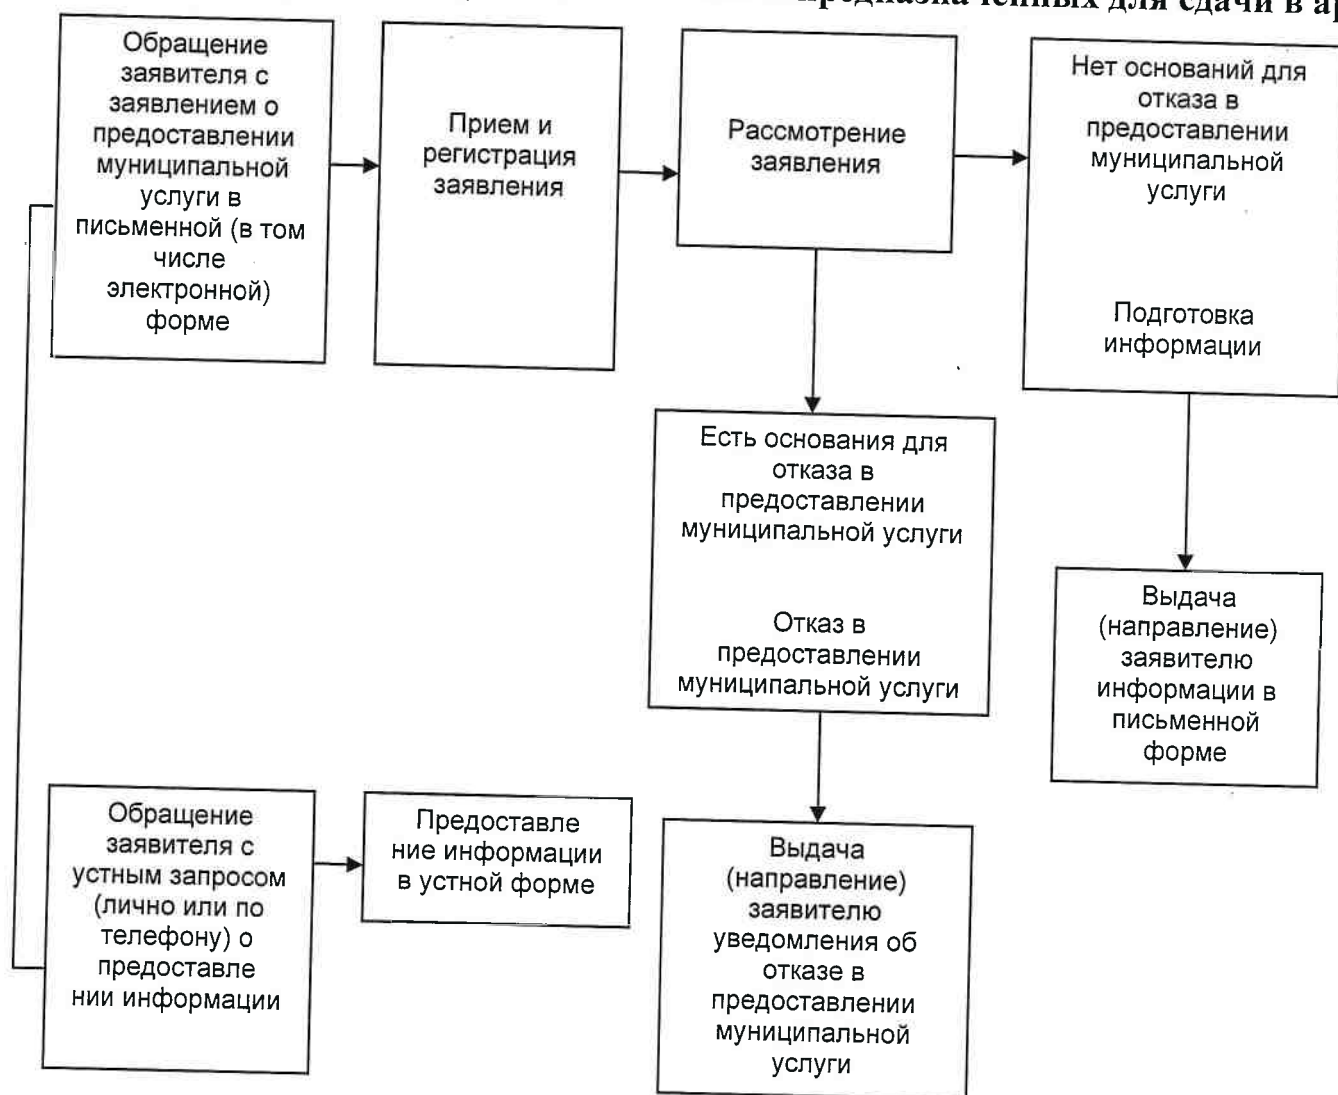 предназначенных для сдачи в
Обращение
заявителя с
заявлением о
предоставлении
муниципальной
услуги в
письменной (в том
числе
электронной)
форме
Прием и
регистрация
заявления
Рассмотрение
заявления
Нет оснований для
отказа в
предоставлении
муниципальной
услуги
Подготовка
информации
Есть основания для
отказа в
предоставлении
муниципальной услуги
Отказ в
предоставлении
муниципальной услуги
Выдача
(направление)
заявителю
информации в
письменной
форме
Обращение
заявителя с
устным запросом
(лично или по
телефону) о
предоставле
нии информации
Предоставле
ние информации
в устной форме
Выдача
(направление)
заявителю
уведомления об
отказе в
предоставлении
муниципальной
услуги